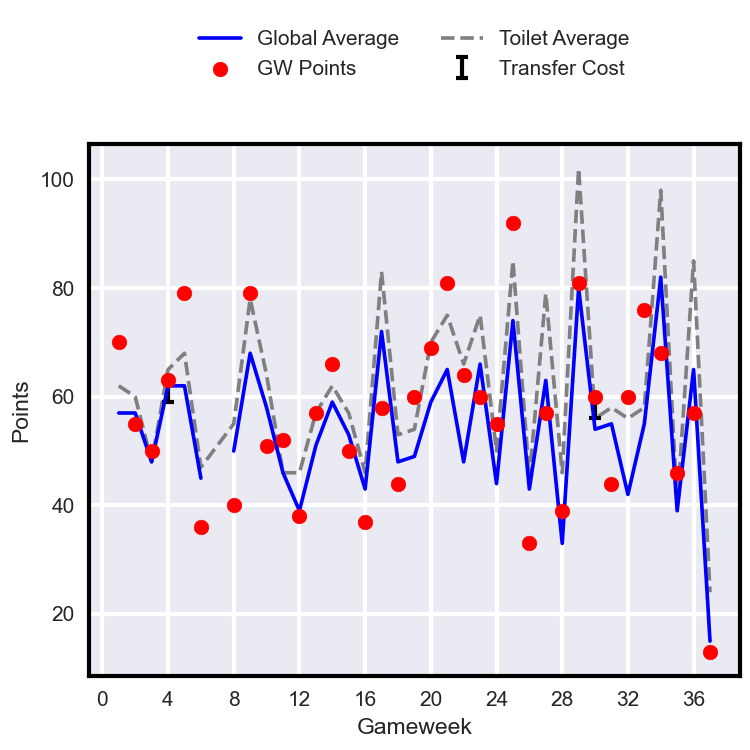 Global Average
Toilet Average
GW Points
Transfer Cost
100
80
60
40
20
Points
0 4 8 12 16 20 24 28 32 36
Gameweek